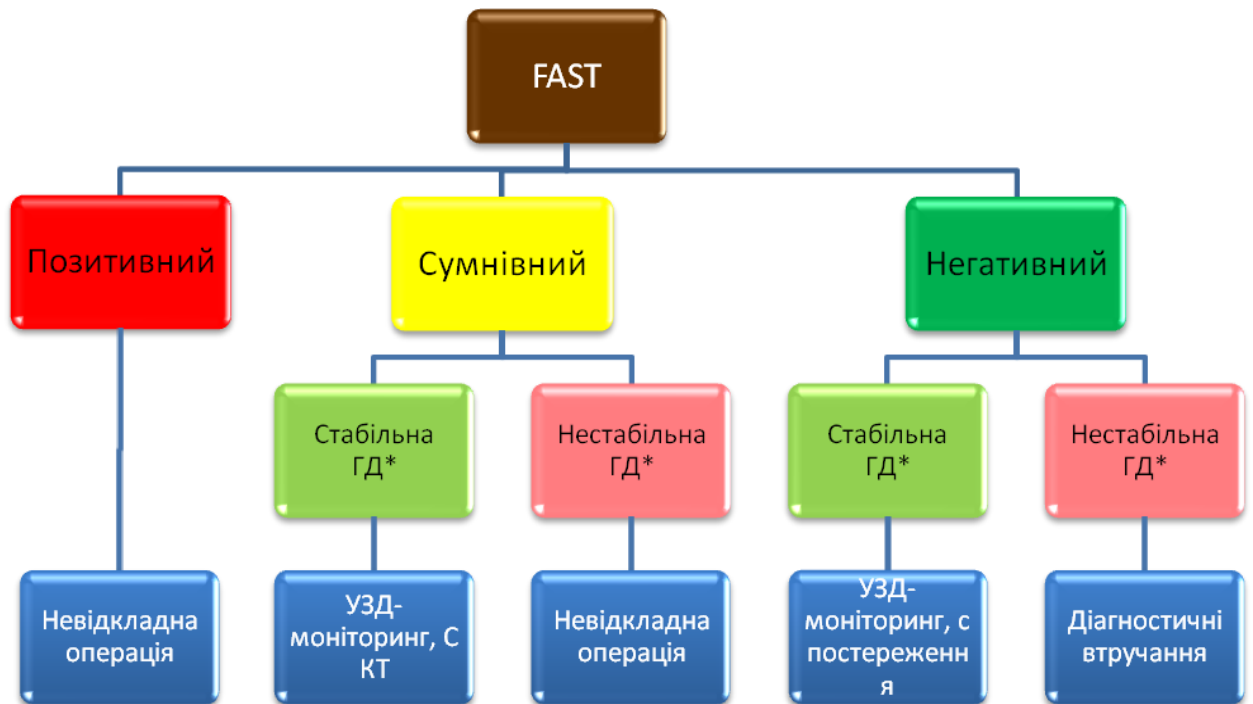 FAST
Позитивний
Сумнівний
Негативний
Стабільна
ГД*
Нестабільна
ГД*
Стабільна
ГД*
Нестабільна
ГД*
Невідкладна
операція
УЗД-
моніторинг, С
КТ
Невідкладна
операція
УЗД-
моніторинг, с
постереженн
я
Діагностичні
втручання